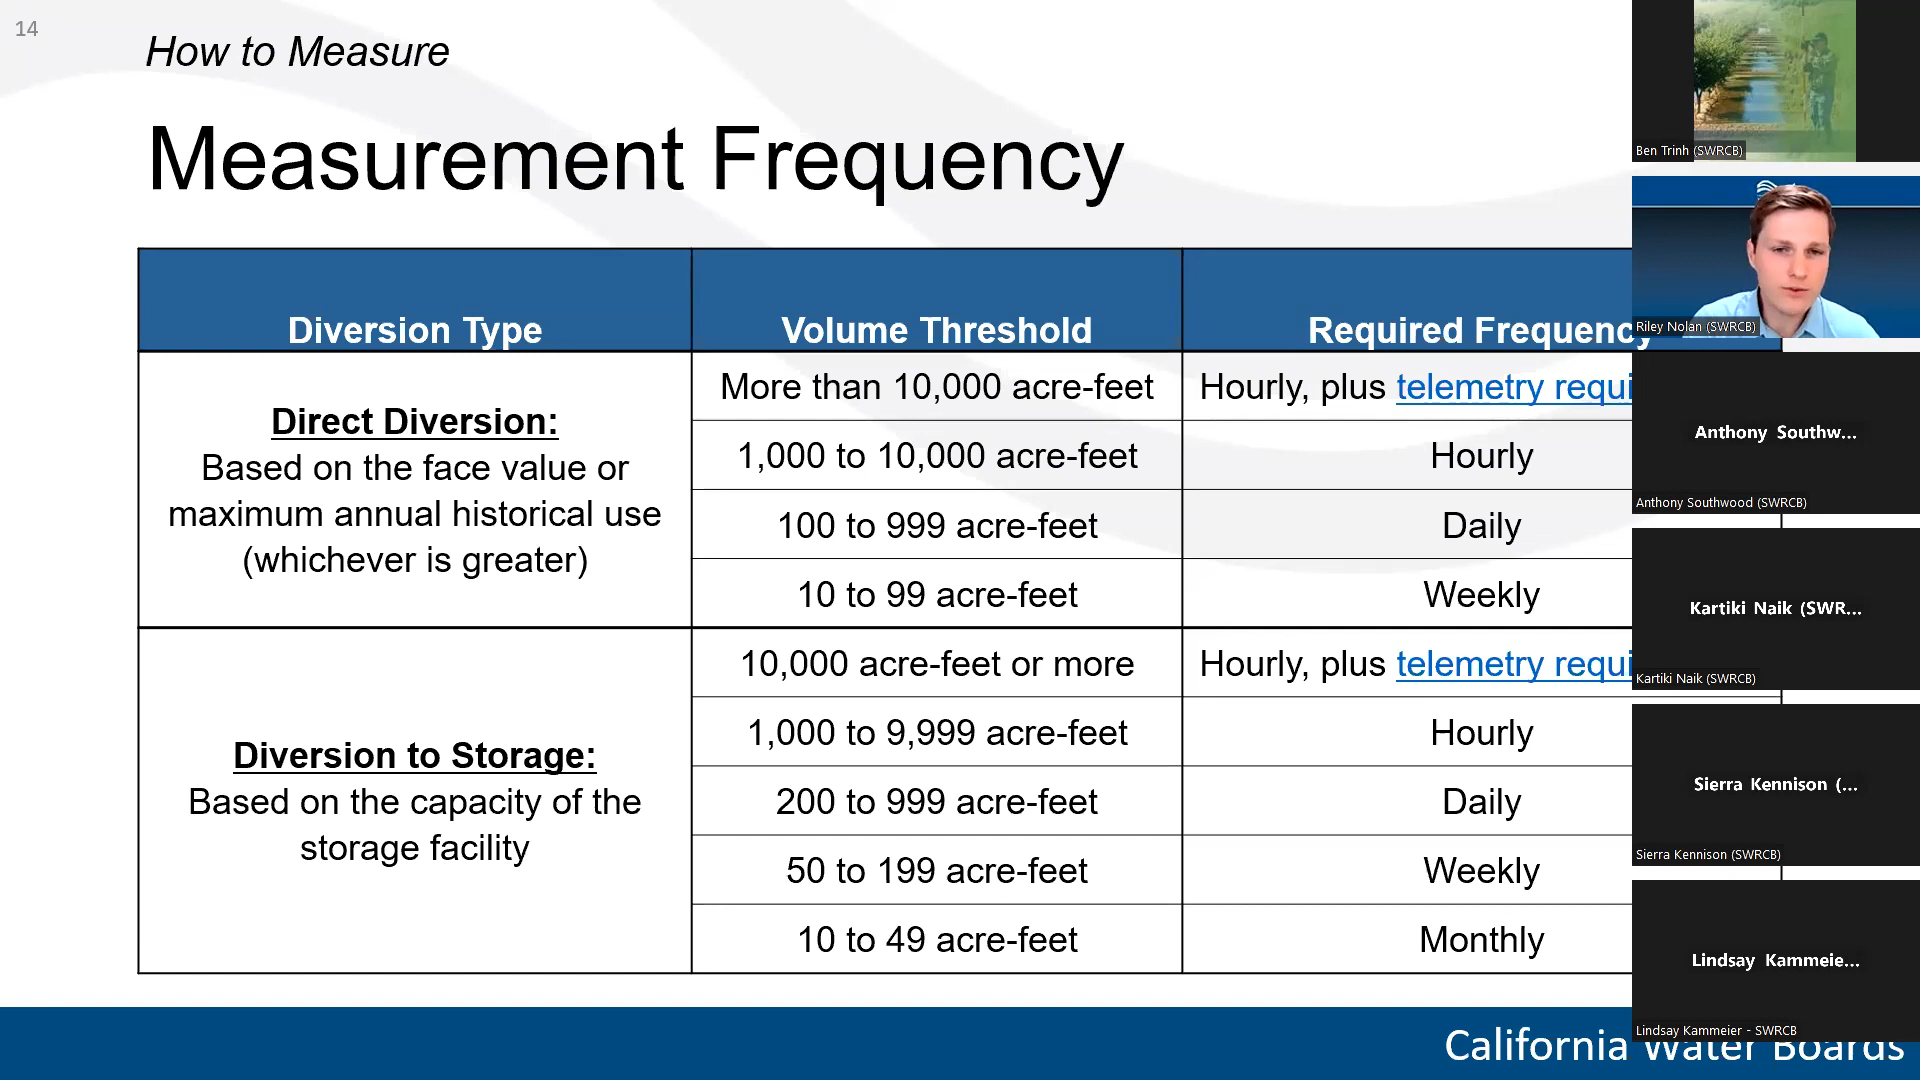 14
How to Measure
Measurement Frequency
Diversion Type
Volume Threshold
Required Frequency
Direct Diversion:
Based on the face value or
maximum annual historical use
(whichever is greater)
More than 10,000 acre-feet
Hourly, plus telemetry requi
1,000 to 10,000 acre-feet
Hourly
100 to 999 acre-feet
Daily
10 to 99 acre-feet
Weekly
Diversion to Storage:
Based on the capacity of the
storage facility
10,000 acre-feet or more
Hourly, plus telemetry requi
1,000 to 9,999 acre-feet
Hourly
200 to 999 acre-feet
Daily
50 to 199 acre-feet
Weekly
10 to 49 acre-feet
Monthly
California Water Boards
Ben Trinh (SWRCB)
Riley Nolan (SWRCB)
Anthony Southw...
Anthony Southwood (SWRCB)
Kartiki Naik (SWR...
Kartiki Naik (SWRCB)
Sierra Kennison (...
Sierra Kennison (SWRCB)
Lindsay Kammeie...
Lindsay Kammeier - SWRCB